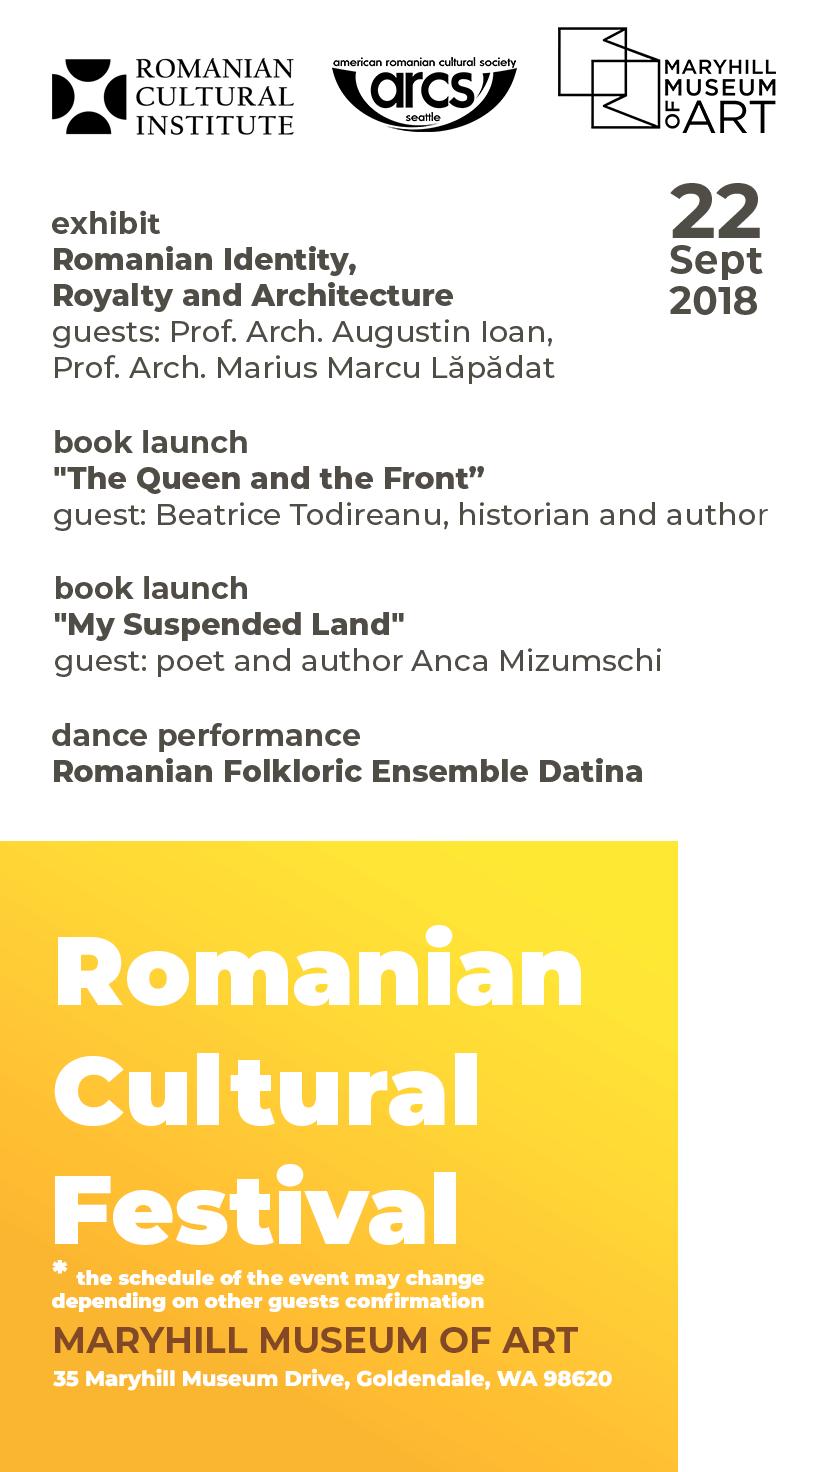 ROMANIAN
CULTURAL
INSTITUTE
american romanian cultural society
arcs
seattle
MARYHILL
MUSEUM
OF ART
22
Sept
2018
exhibit
Romanian Identity,
Royalty and Architecture
guests: Prof. Arch. Augustin Ioan,
Prof. Arch. Marius Marcu Lăpădat
book launch
"The Queen and the Front”
guest: Beatrice Todireanu, historian and author
book launch
"My Suspended Land"
guest: poet and author Anca Mizumschi
dance performance
Romanian Folkloric Ensemble Datina
Romanian
Cultural
Festival
* the schedule of the event may change
depending on other guests confirmation
MARYHILL MUSEUM OF ART
35 Maryhill Museum Drive, Goldendale, WA 98620